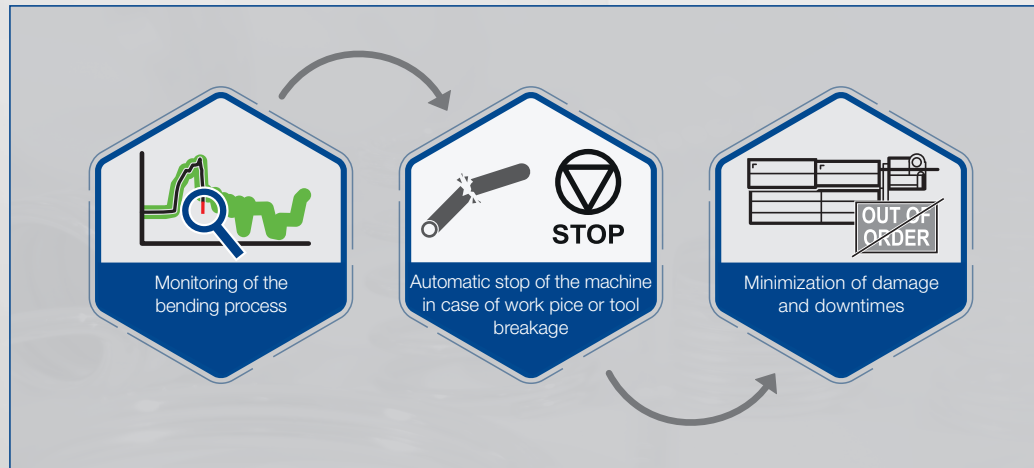 Monitoring of the
bending process
STOP
Automatic stop of the machine
in case of work pice or tool
breakage
OUT OF
ORDER
Minimization of damage
and downtimes